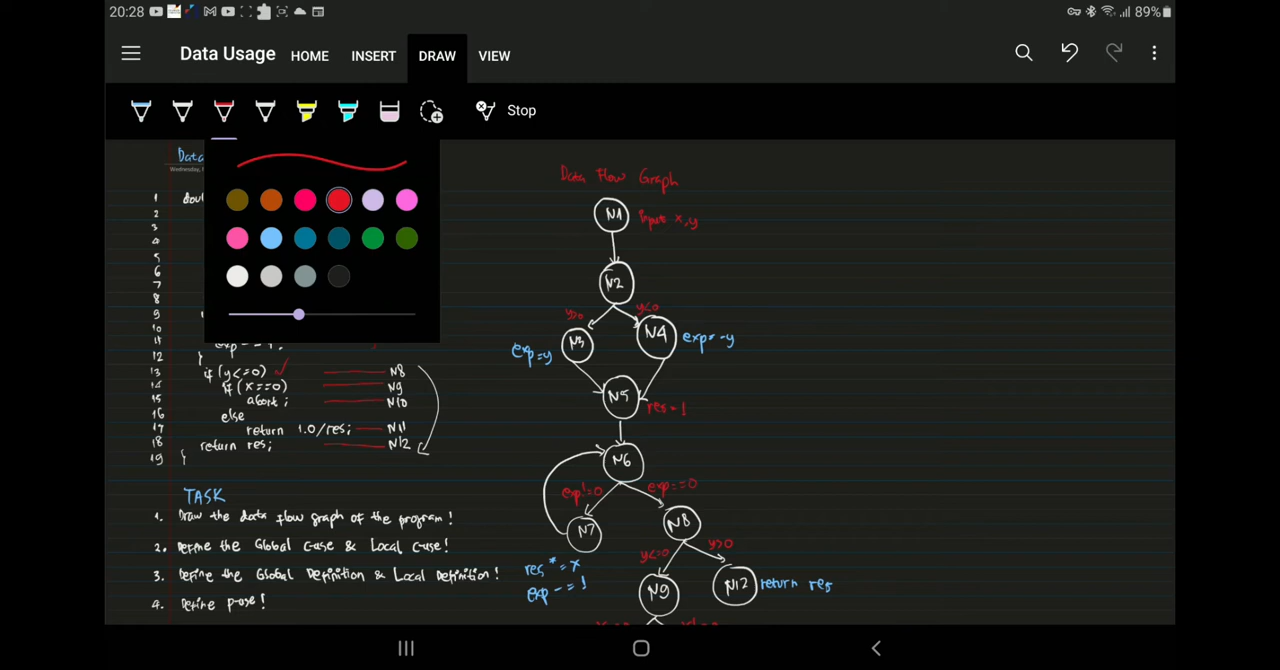 20:28
89%
Data Usage HOME INSERT DRAW VIEW
Stop
Data
Wednesday,
1 doub
2
3
4
5
6
7
8
9
10
12 }
13 if (y<=0) N8
14 if (x==0) N9
15 abort; N10
16 else
17 return 1.0/res; N11
18 return res; N12
19 }
TASK
1. Draw the data flow graph of the program!
2. Define the Global C-use & Local C-use!
3. Define the Global Definition & Local Definition!
4. Define p-use!
Data Flow Graph
N1 Input x,y
N2
y>0 y<0
exp=y N3 N4 exp=-y
N5 res=1
N6
exp!=0 exp==0
N7 N8
res*=x
exp-=1
y<=0 y>0
N9 N12 return res